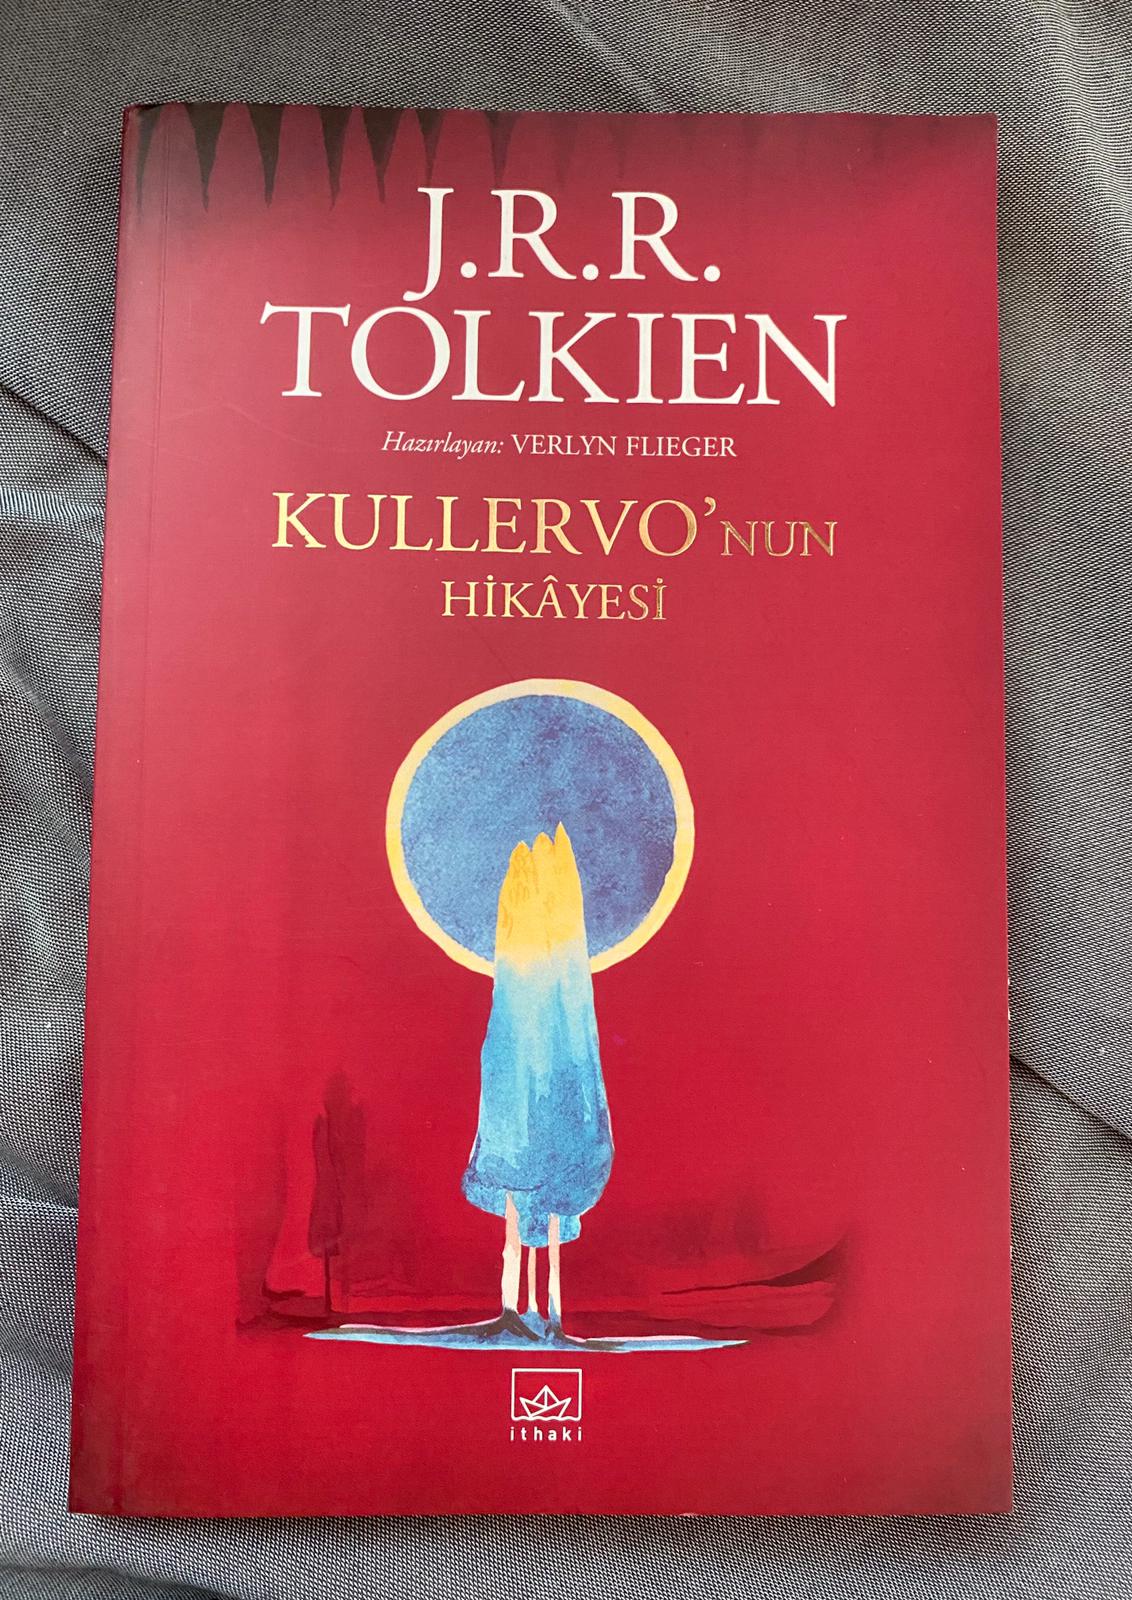 J.R.R.
TOLKIEN
Hazırlayan: VERLYN FLIEGER
KULLERVO’NUN
HİKÂYESİ
ithaki